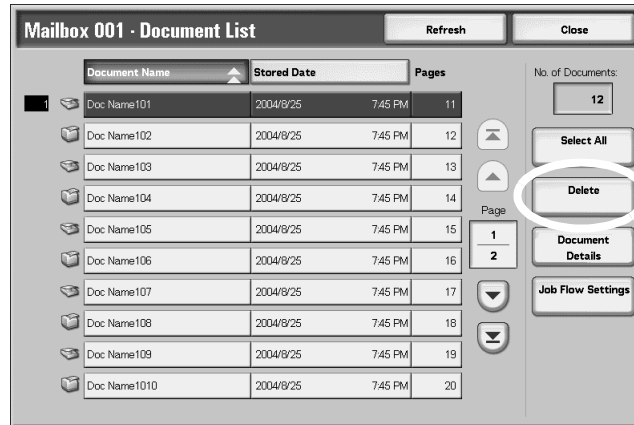 Mailbox 001 - Document List
Refresh
Close
Document Name Stored Date Pages
1 Doc Name101 2004/8/25 7:45 PM 11
Doc Name102 2004/8/25 7:45 PM 12
Doc Name103 2004/8/25 7:45 PM 13
Doc Name104 2004/8/25 7:45 PM 14
Doc Name105 2004/8/25 7:45 PM 15
Doc Name106 2004/8/25 7:45 PM 16
Doc Name107 2004/8/25 7:45 PM 17
Doc Name108 2004/8/25 7:45 PM 18
Doc Name109 2004/8/25 7:45 PM 19
Doc Name1010 2004/8/25 7:45 PM 20
Page
1
2
No. of Documents:
12
Select All
Delete
Document
Details
Job Flow Settings